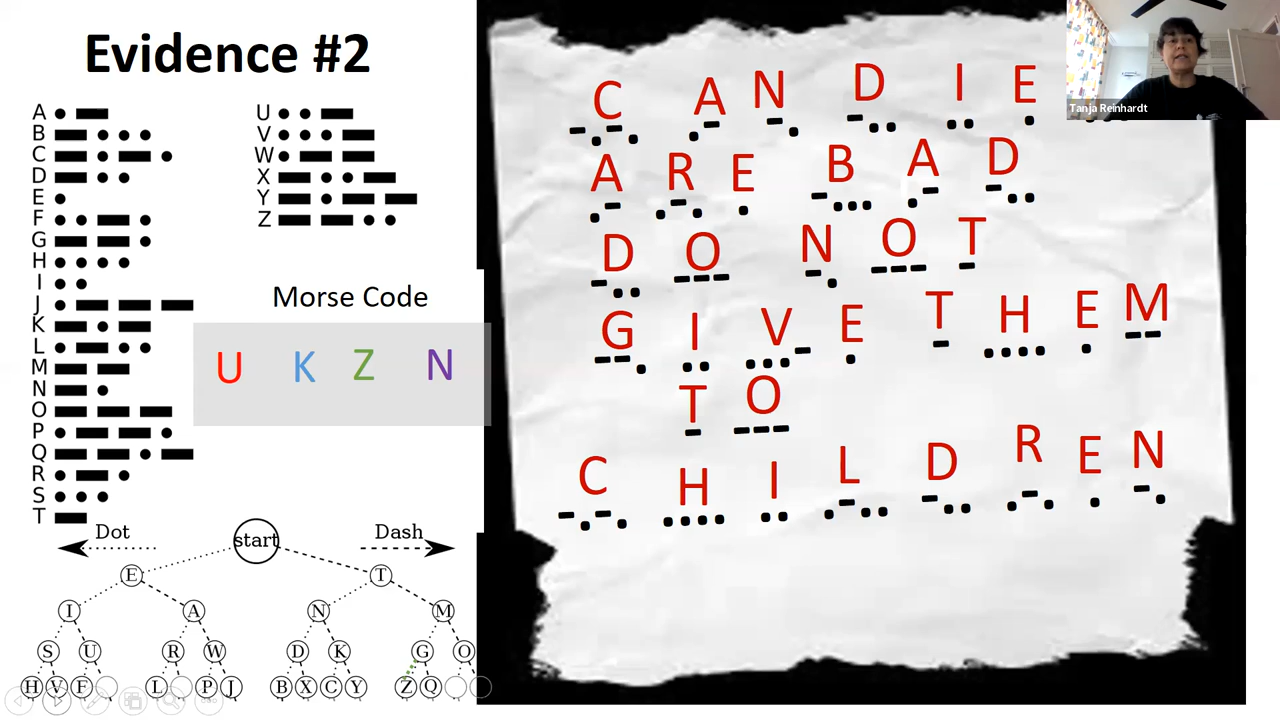 Evidence #2
A
B
C
D
E
F
G
H
I
J
K
L
M
N
O
P
Q
R
S
T
U
V
W
X
Y
Z
Morse Code
U K Z N
Dot
start
Dash
E T
I A N M
S U R W D K G O
H V F L P J B X C Y Z Q
C A N D I E
A R E B A D
D O N O T
G I V E T H E M
T O
C H I L D R E N
Tanja Reinhardt